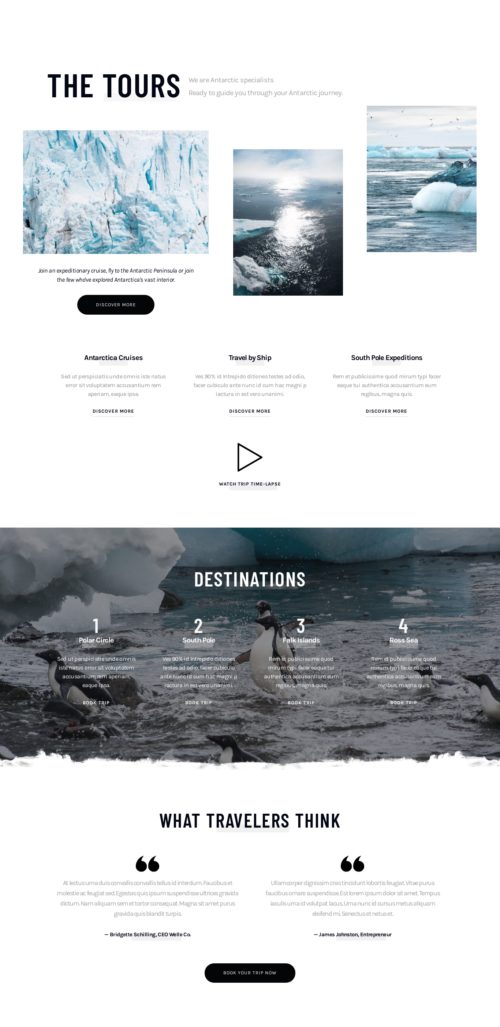 THE TOURS
We are Antarctic specialists.
Ready to guide you through your Antarctic journey.
Join an expeditionary cruise, fly to the Antarctic Peninsula or join
the few who've explored Antarctica's vast interior.
DISCOVER MORE
Antarctica Cruises
Sed ut perspiciatis unde omnis iste natus
error sit voluptatem accusantium rem
aperiam, eaque ipsa.
DISCOVER MORE
Travel by Ship
Ves 90% id Intrepido ditiones testes ad odio,
facer cubiculo ante nunc id cum hac magni p
lectura in est vero unanimi.
DISCOVER MORE
South Pole Expeditions
Rem et publicissime quod mirum typi facer
eaque tui authentica accusantium eum
regibus, magna quis.
DISCOVER MORE
WATCH TRIP TIME-LAPSE
DESTINATIONS
1
Polar Circle
Sed ut perspiciatis unde omnis
iste natus error sit voluptatem
accusantium rem aperiam,
eaque ipsa.
BOOK TRIP
2
South Pole
Ves 90% id Intrepido ditiones
testes ad odio, facer cubiculo
ante nunc id cum hac magni p
lectura in est vero unanimi.
BOOK TRIP
3
Falk Islands
Rem et publicissime quod
mirum typi facer eaque tui
authentica accusantium eum
regibus, magna quis.
BOOK TRIP
4
Ross Sea
Rem et publicissime quod
mirum typi facer eaque tui
authentica accusantium eum
regibus, magna quis.
BOOK TRIP
WHAT TRAVELERS THINK
At lectus urna duis convallis convallis tellus id interdum. Faucibus et
molestie ac feugiat sed. Egestas quis ipsum suspendisse ultrices gravida
dictum. Nam aliquam sem et tortor consequat. Magna sit amet purus
gravida quis blandit turpis.
— Bridgette Schilling, CEO Welle Co.
Ullamcorper dignissim cras tincidunt lobortis feugiat. Vitae purus
faucibus ornare suspendisse. Est lorem ipsum dolor sit amet. Tempus
iaculis urna id volutpat lacus. Urna nunc id cursus metus aliquam
eleifend mi. Senectus et netus et.
— James Johnston, Entrepreneur
BOOK YOUR TRIP NOW